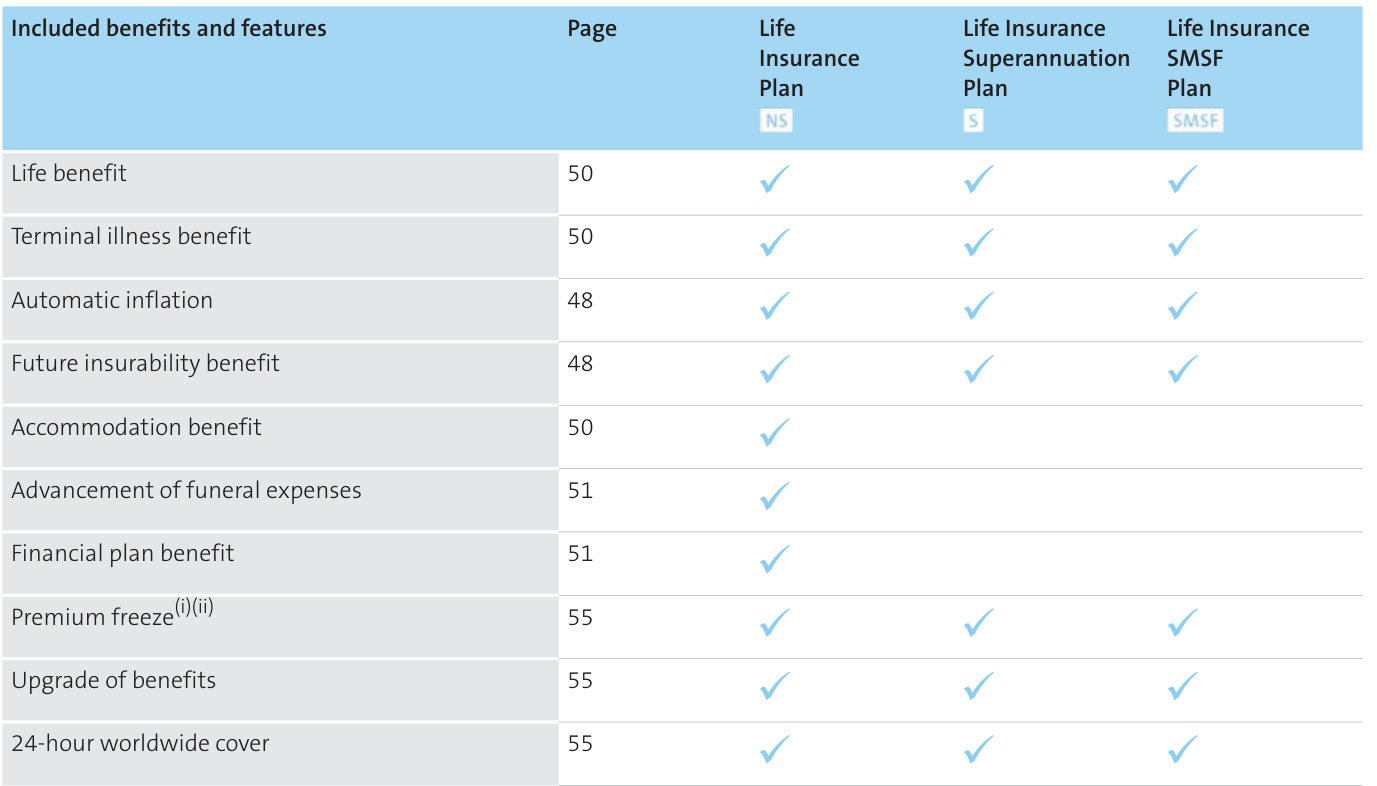 Included benefits and features Page Life Life Insurance Life Insurance
Insurance Superannuation SMSF
Plan Plan Plan
NS S SMSF
Life benefit 50 ✓ ✓ ✓
Terminal illness benefit 50 ✓ ✓ ✓
Automatic inflation 48 ✓ ✓ ✓
Future insurability benefit 48 ✓ ✓ ✓
Accommodation benefit 50 ✓
Advancement of funeral expenses 51 ✓
Financial plan benefit 51 ✓
Premium freeze(i)(ii) 55 ✓ ✓ ✓
Upgrade of benefits 55 ✓ ✓ ✓
24-hour worldwide cover 55 ✓ ✓ ✓